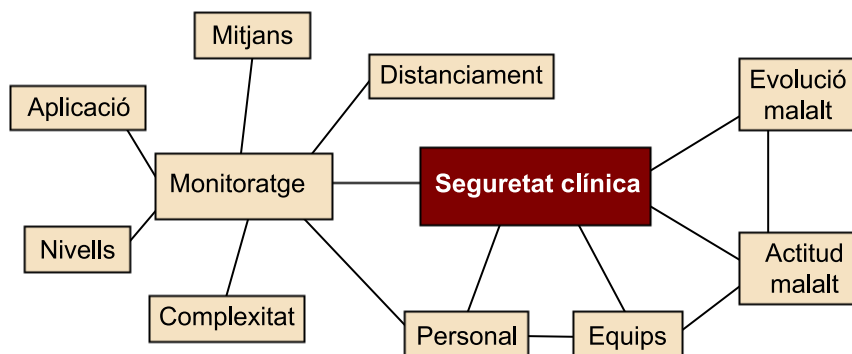 Mitjans
Distanciament
Evolució
malalt
Aplicació
Monitoratge
Seguretat clínica
Nivells
Actitud
malalt
Complexitat
Personal
Equips